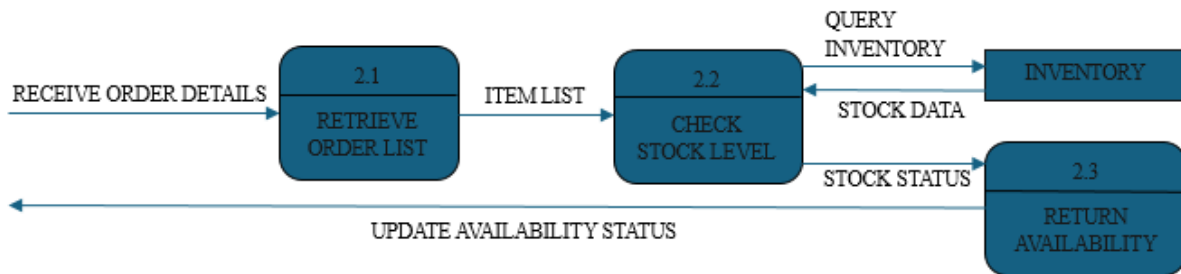 RECEIVE ORDER DETAILS
2.1
RETRIEVE
ORDER LIST
ITEM LIST
2.2
CHECK
STOCK LEVEL
QUERY
INVENTORY
INVENTORY
STOCK DATA
STOCK STATUS
2.3
RETURN
AVAILABILITY
UPDATE AVAILABILITY STATUS